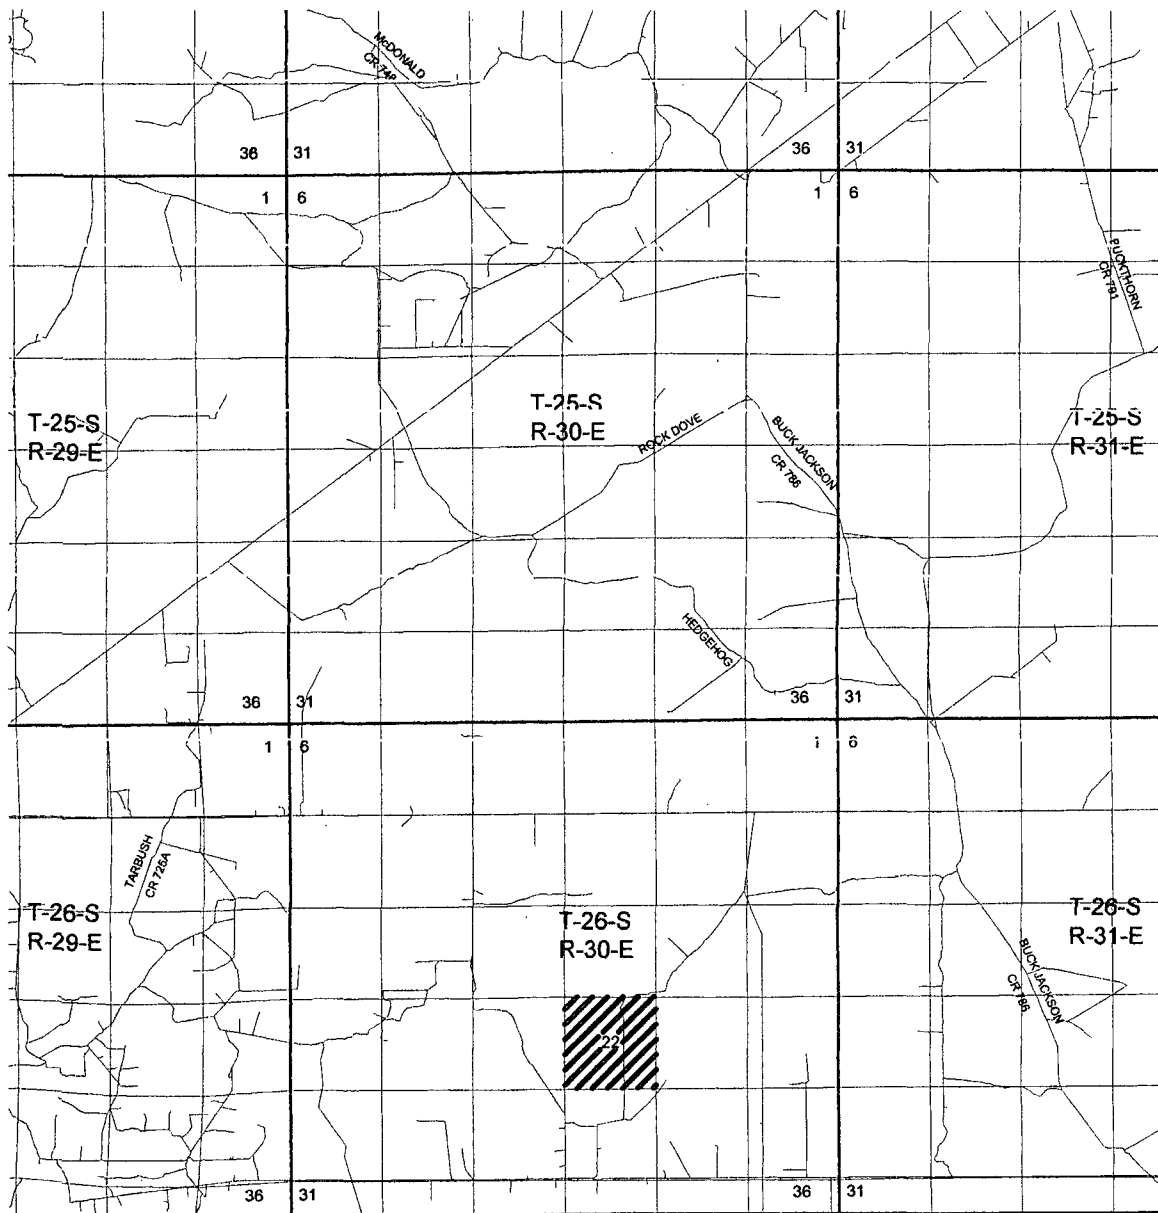 McDONALD
CR 748
36 31
36 31
1 6
1 6
PUCKTHORN
CR 791
T-25-S
R-29-E
T-25-S
R-30-E
T-25-S
R-31-E
ROCK DOVE
BUCK JACKSON
CR 786
HEDGEHOG
36 31
36 31
1 6
1 6
TARBUSH
CR 725A
T-26-S
R-29-E
T-26-S
R-30-E
T-26-S
R-31-E
BUCK JACKSON
CR 786
22
36 31
36 31